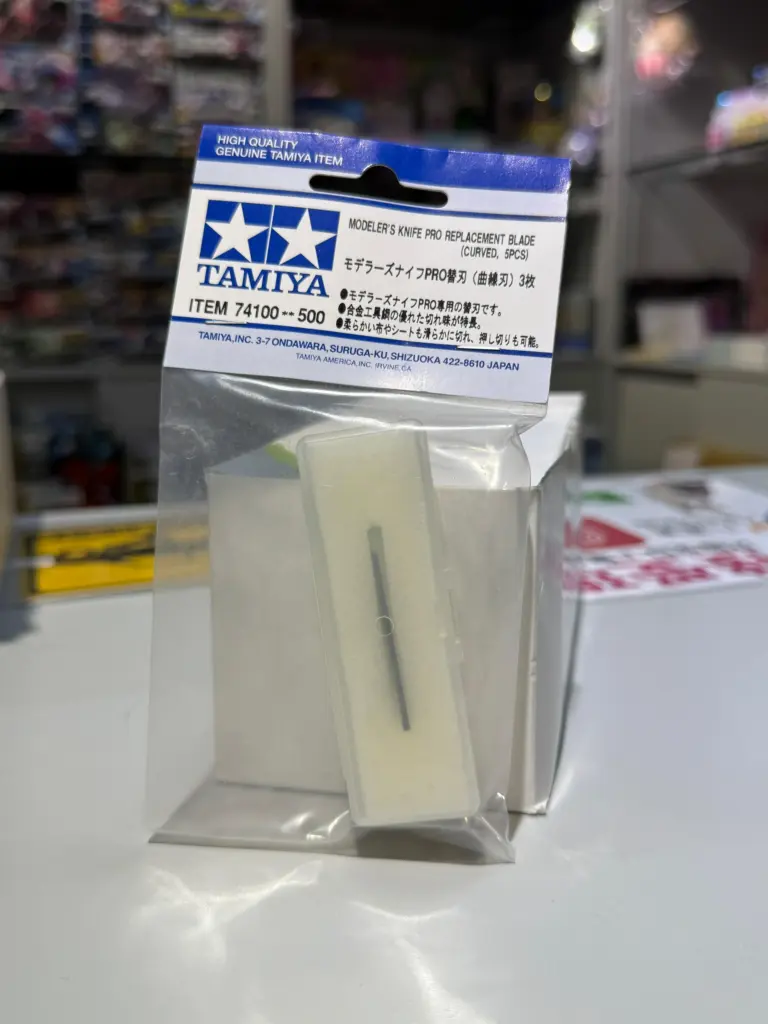 HIGH QUALITY
GENUINE TAMIYA ITEM
TAMIYA
ITEM 74100 ** 500
MODELER'S KNIFE PRO REPLACEMENT BLADE
(CURVED, 5PCS)
モデラーズナイフPRO替刃（曲線刃）3枚
●モデラーズナイフPRO専用の替刃です。
●合金工具鋼の優れた切れ味が特長。
●柔らかい布やシートも滑らかに切れ、押し切りも可能。
TAMIYA,INC. 3-7 ONDAWARA, SURUGA-KU, SHIZUOKA 422-8610 JAPAN
TAMIYA AMERICA, INC. IRVINE, CA.